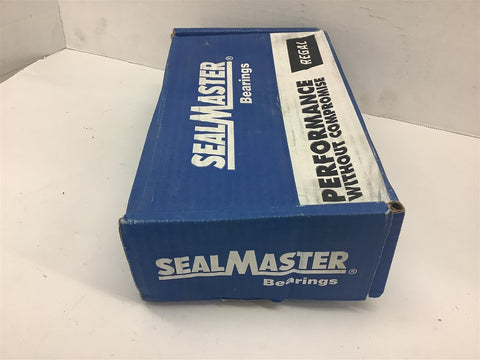 SEALMASTER®
Bearings
REGAL
PERFORMANCE
WITHOUT COMPROMISE
SEALMASTER®
Bearings